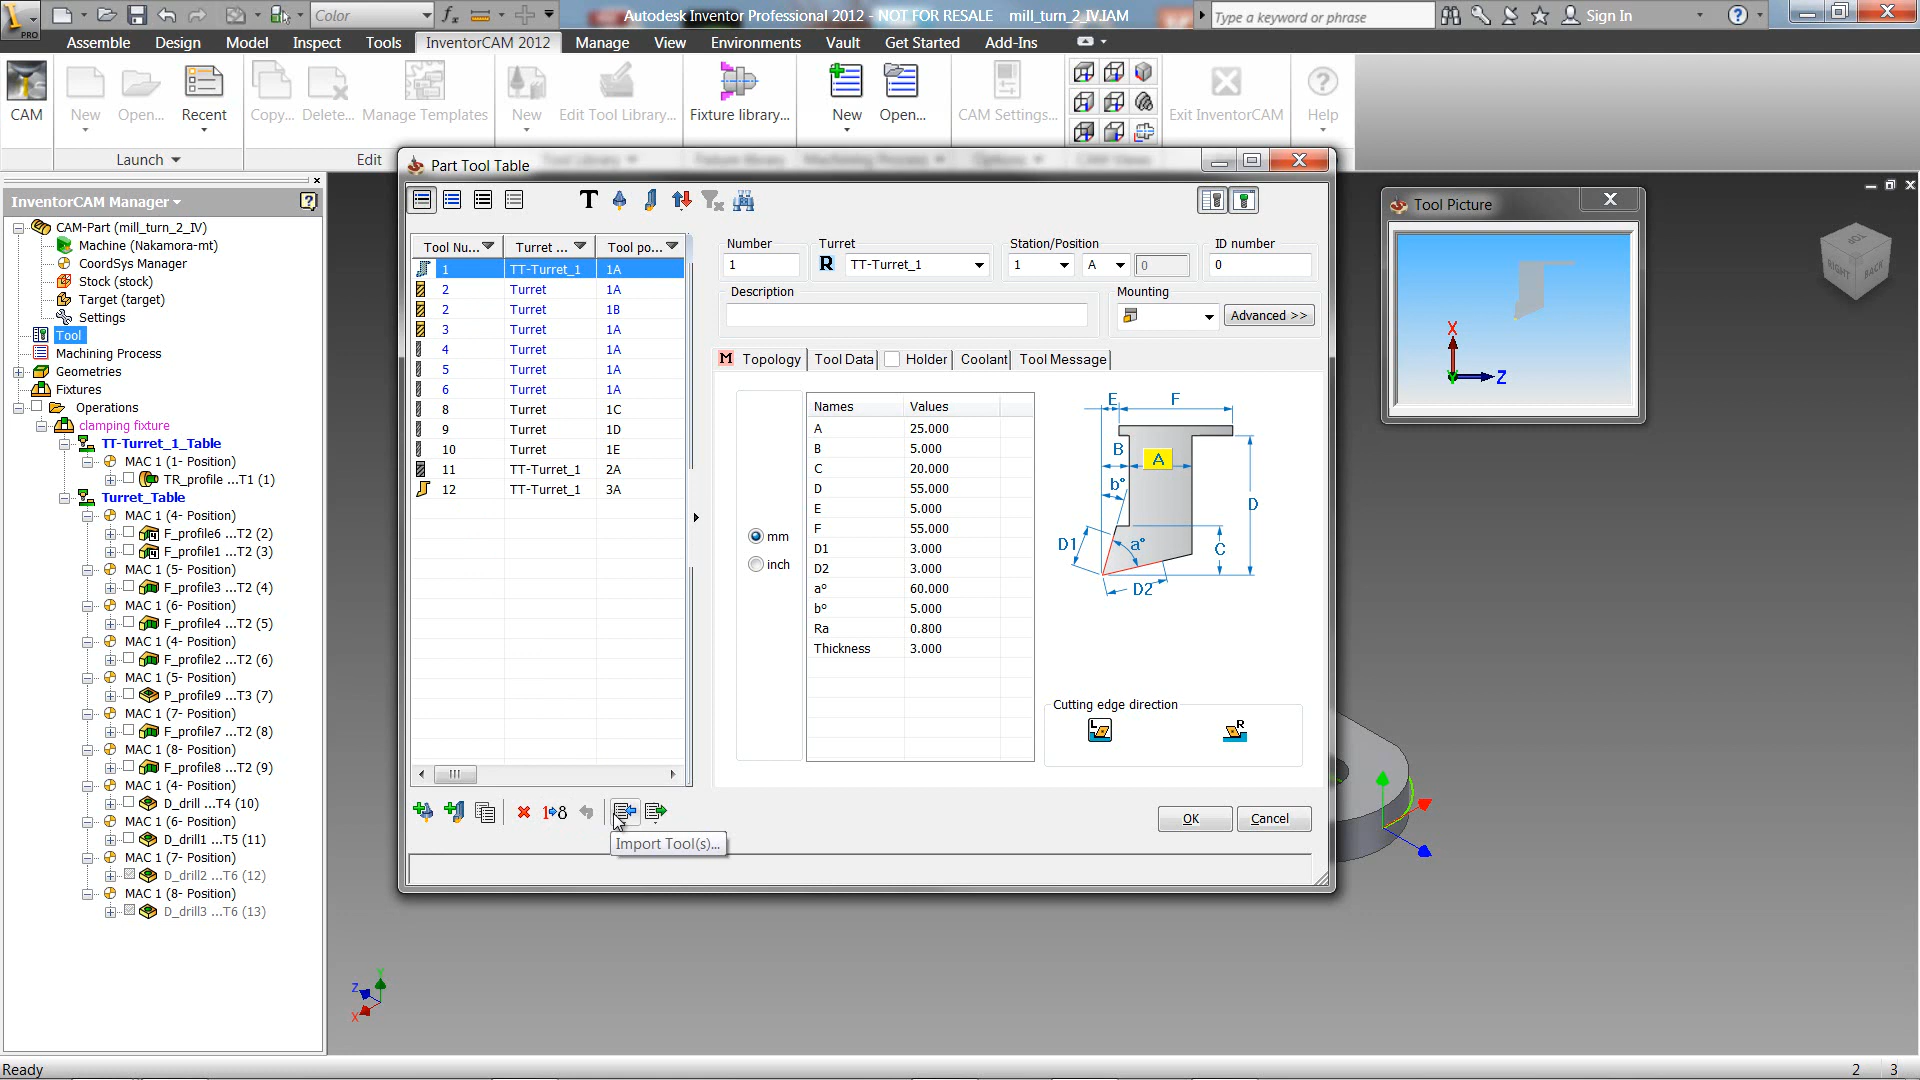 Color
Autodesk Inventor Professional 2012 - NOT FOR RESALE mill_turn_2_IV.IAM
Type a keyword or phrase
Sign In
PRO
Assemble Design Model Inspect Tools InventorCAM 2012 Manage View Environments Vault Get Started Add-Ins
CAM New Open... Recent Copy... Delete... Manage Templates New Edit Tool Library... Fixture library... New Open... CAM Settings... Exit InventorCAM Help
Launch Edit
InventorCAM Manager
CAM-Part (mill_turn_2_IV)
Machine (Nakamora-mt)
CoordSys Manager
Stock (stock)
Target (target)
Settings
Tool
Machining Process
Geometries
Fixtures
Operations
clamping fixture
TT-Turret_1_Table
MAC 1 (1- Position)
TR_profile ...T1 (1)
Turret_Table
MAC 1 (4- Position)
F_profile6 ...T2 (2)
F_profile1 ...T2 (3)
MAC 1 (5- Position)
F_profile3 ...T2 (4)
MAC 1 (6- Position)
F_profile4 ...T2 (5)
MAC 1 (4- Position)
F_profile2 ...T2 (6)
MAC 1 (5- Position)
P_profile9 ...T3 (7)
MAC 1 (7- Position)
F_profile7 ...T2 (8)
MAC 1 (8- Position)
F_profile8 ...T2 (9)
MAC 1 (4- Position)
D_drill ...T4 (10)
MAC 1 (6- Position)
D_drill1 ...T5 (11)
MAC 1 (7- Position)
D_drill2 ...T6 (12)
MAC 1 (8- Position)
D_drill3 ...T6 (13)
Part Tool Table
Tool Nu... Turret ... Tool po...
1 TT-Turret_1 1A
2 Turret 1A
2 Turret 1B
3 Turret 1A
4 Turret 1A
5 Turret 1A
6 Turret 1A
8 Turret 1C
9 Turret 1D
10 Turret 1E
11 TT-Turret_1 2A
12 TT-Turret_1 3A
Number Turret Station/Position ID number
1 R TT-Turret_1 1 A 0 0
Description Mounting
Advanced >>
M Topology Tool Data Holder Coolant Tool Message
mm
inch
Names Values
A 25.000
B 5.000
C 20.000
D 55.000
E 5.000
F 55.000
D1 3.000
D2 3.000
a° 60.000
b° 5.000
Ra 0.800
Thickness 3.000
E F
B A
b° D
D1 a° C
D2
Cutting edge direction
L R
1 8
Import Tool(s)...
OK Cancel
Tool Picture
X
Y Z
TOP
RIGHT BACK
Y
Z
X
Ready 2 3